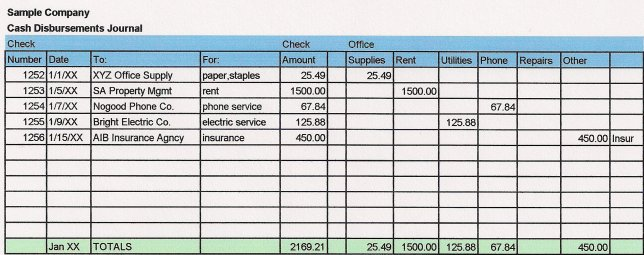 Sample Company
Cash Disbursements Journal
Check Check Office
Number Date To: For: Amount Supplies Rent Utilities Phone Repairs Other
1252 1/1/XX XYZ Office Supply paper,staples 25.49 25.49
1253 1/5/XX SA Property Mgmt rent 1500.00 1500.00
1254 1/7/XX Nogood Phone Co. phone service 67.84 67.84
1255 1/9/XX Bright Electric Co. electric service 125.88 125.88
1256 1/15/XX AIB Insurance Agncy insurance 450.00 450.00 Insur
Jan XX TOTALS 2169.21 25.49 1500.00 125.88 67.84 450.00